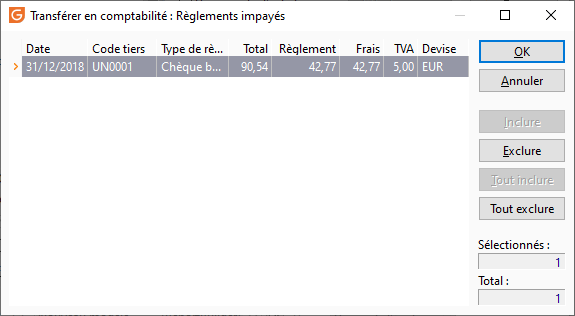 Transférer en comptabilité : Règlements impayés
Date Code tiers Type de rè... Total Règlement Frais TVA Devise
31/12/2018 UN0001 Chèque b... 90,54 42,77 42,77 5,00 EUR
OK
Annuler
Inclure
Exclure
Tout inclure
Tout exclure
Sélectionnés :
1
Total :
1